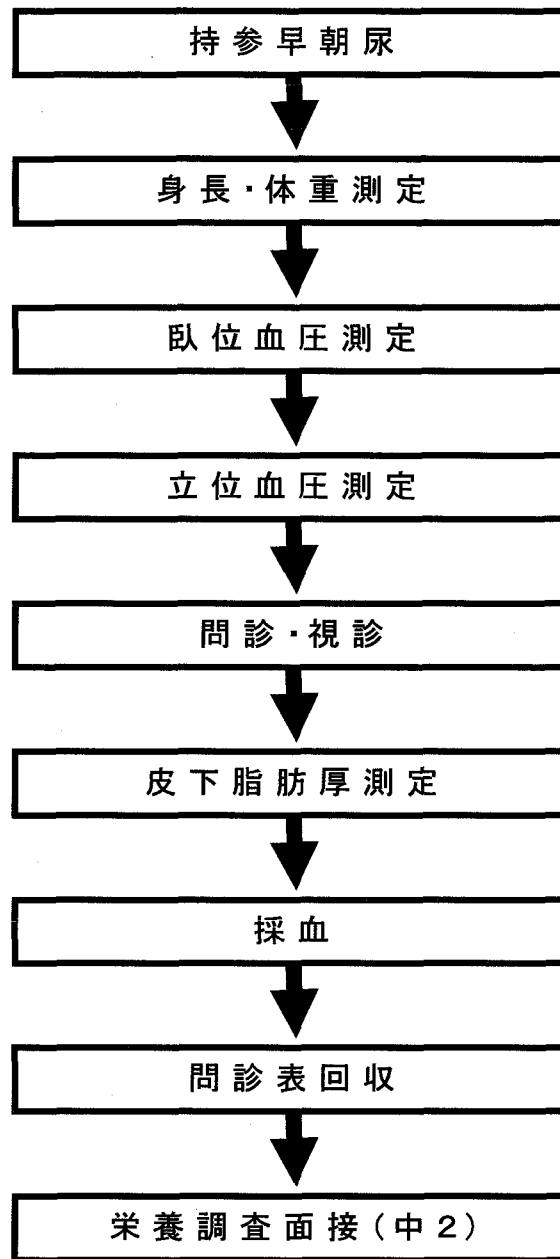 持参早朝尿
身長・体重測定
臥位血圧測定
立位血圧測定
問診・視診
皮下脂肪厚測定
採血
問診表回収
栄養調査面接(中2)